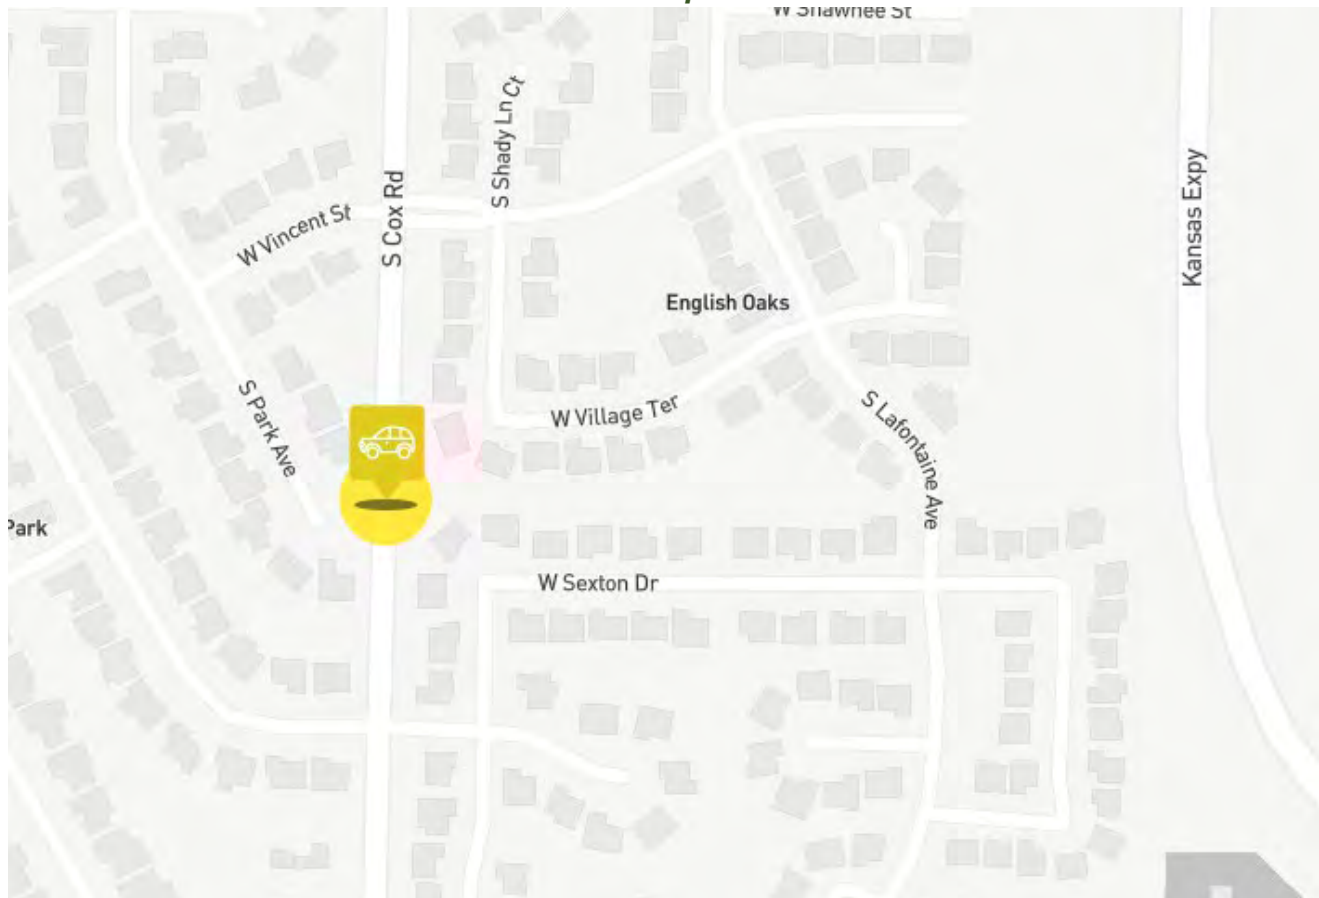 W Shawnee St
S Shady Ln Ct
Kansas Expy
S Cox Rd
W Vincent St
English Oaks
S Park Ave
W Village Ter
S Lafontaine Ave
Park
W Sexton Dr